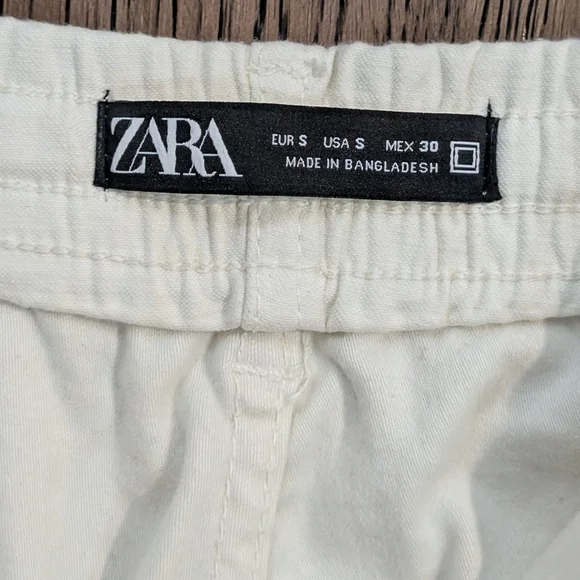 ZARA
EUR S USA S MEX 30
MADE IN BANGLADESH